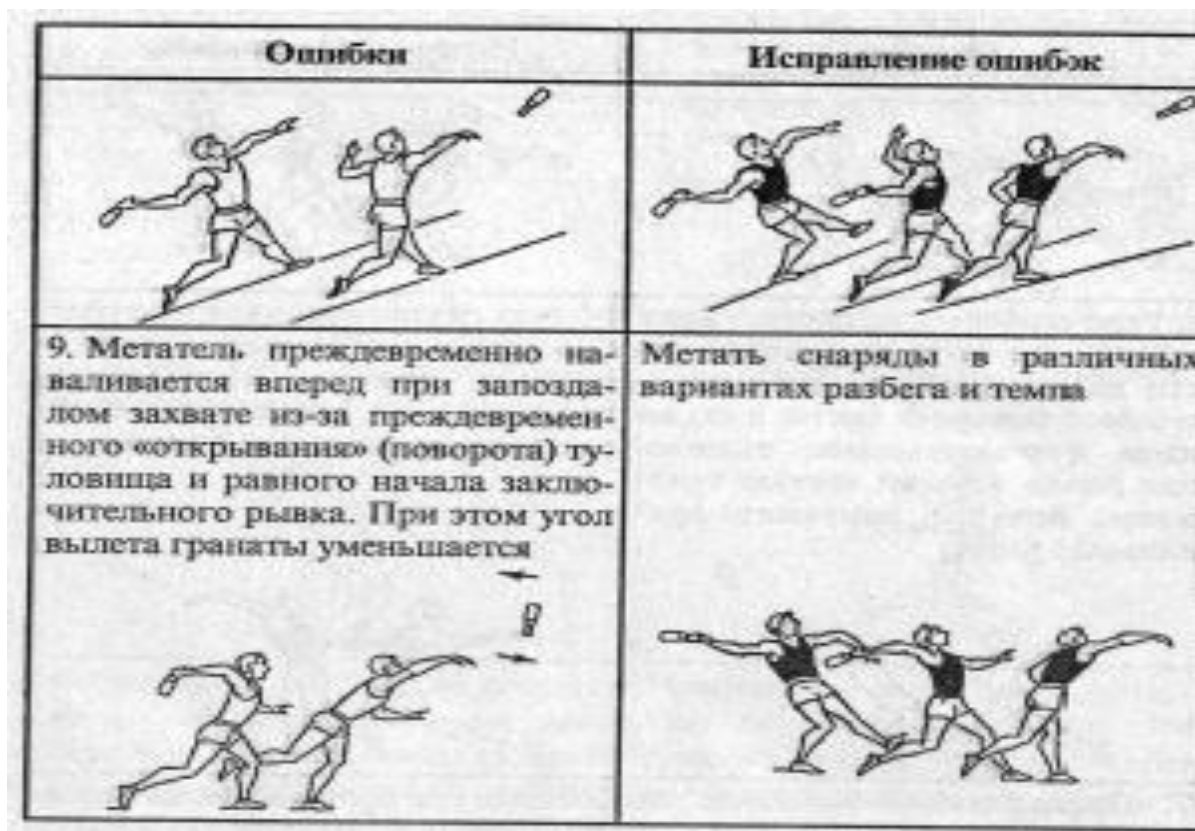 Ошибки
Исправление ошибок
9. Метатель преждевременно на-
валивается вперед при запозда-
лом захвате из-за преждевремен-
ного «открывания» (поворота) ту-
ловища и равного начала заклю-
чительного рывка. При этом угол
вылета гранаты уменьшается
Метать снаряды в различных
вариантах разбега и темпа